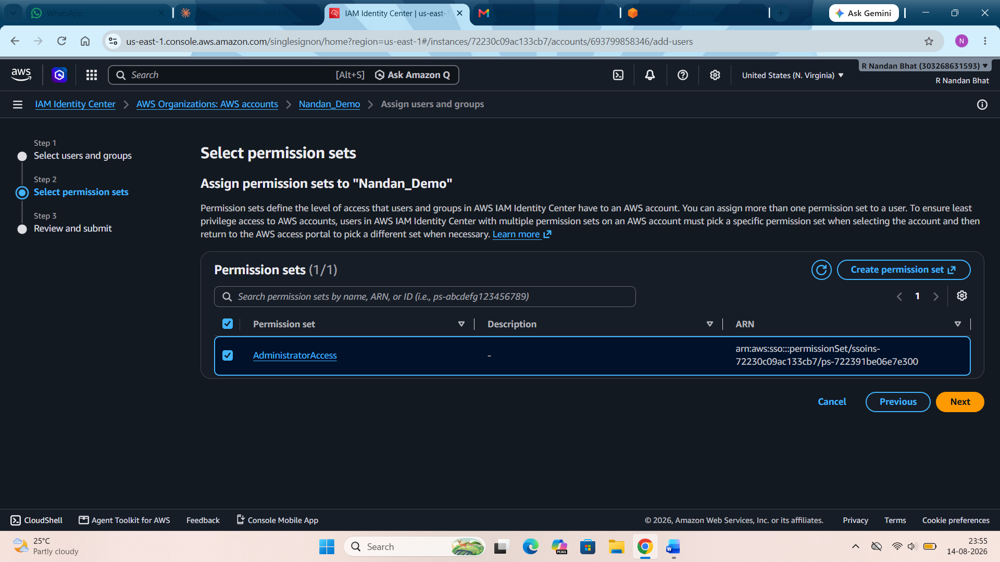 WhatsApp
IAM Identity Center | us-east-1
Ask Gemini
us-east-1.console.aws.amazon.com/singlesignon/home?region=us-east-1#/instances/72230c09ac133cb7/accounts/693799858346/add-users
N
aws
Search
[Alt+S]
Ask Amazon Q
United States (N. Virginia)
R Nandan Bhat (303268631593)
R Nandan Bhat
IAM Identity Center
AWS Organizations: AWS accounts
Nandan_Demo
Assign users and groups
Step 1
Select users and groups
Step 2
Select permission sets
Step 3
Review and submit
Select permission sets
Assign permission sets to "Nandan_Demo"
Permission sets define the level of access that users and groups in AWS IAM Identity Center have to an AWS account. You can assign more than one permission set to a user. To ensure least
privilege access to AWS accounts, users in AWS IAM Identity Center with multiple permission sets on an AWS account must pick a specific permission set when selecting the account and then
return to the AWS access portal to pick a different set when necessary. Learn more
Permission sets (1/1)
Create permission set
Search permission sets by name, ARN, or ID (i.e., ps-abcdefg123456789)
1
Permission set
Description
ARN
AdministratorAccess
-
arn:aws:sso:::permissionSet/ssoins-
72230c09ac133cb7/ps-722391be06e7e300
Cancel
Previous
Next
CloudShell
Agent Toolkit for AWS
Feedback
Console Mobile App
© 2026, Amazon Web Services, Inc. or its affiliates.
Privacy
Terms
Cookie preferences
25°C
Partly cloudy
Search
M365
W
23:55
14-08-2026